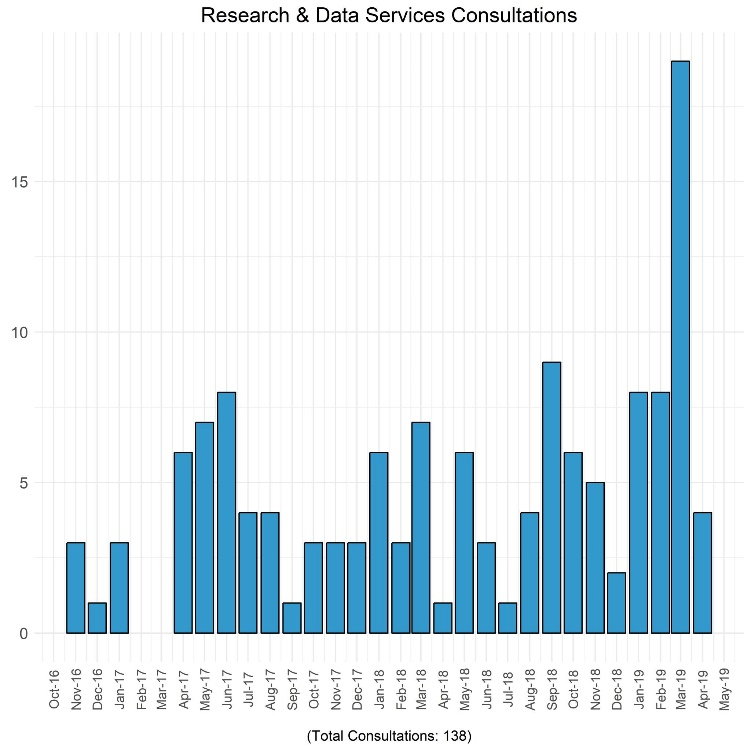 Research & Data Services Consultations
15
10
5
0
Oct-16
Nov-16
Dec-16
Jan-17
Feb-17
Mar-17
Apr-17
May-17
Jun-17
Jul-17
Aug-17
Sep-17
Oct-17
Nov-17
Dec-17
Jan-18
Feb-18
Mar-18
Apr-18
May-18
Jun-18
Jul-18
Aug-18
Sep-18
Oct-18
Nov-18
Dec-18
Jan-19
Feb-19
Mar-19
Apr-19
May-19
(Total Consultations: 138)